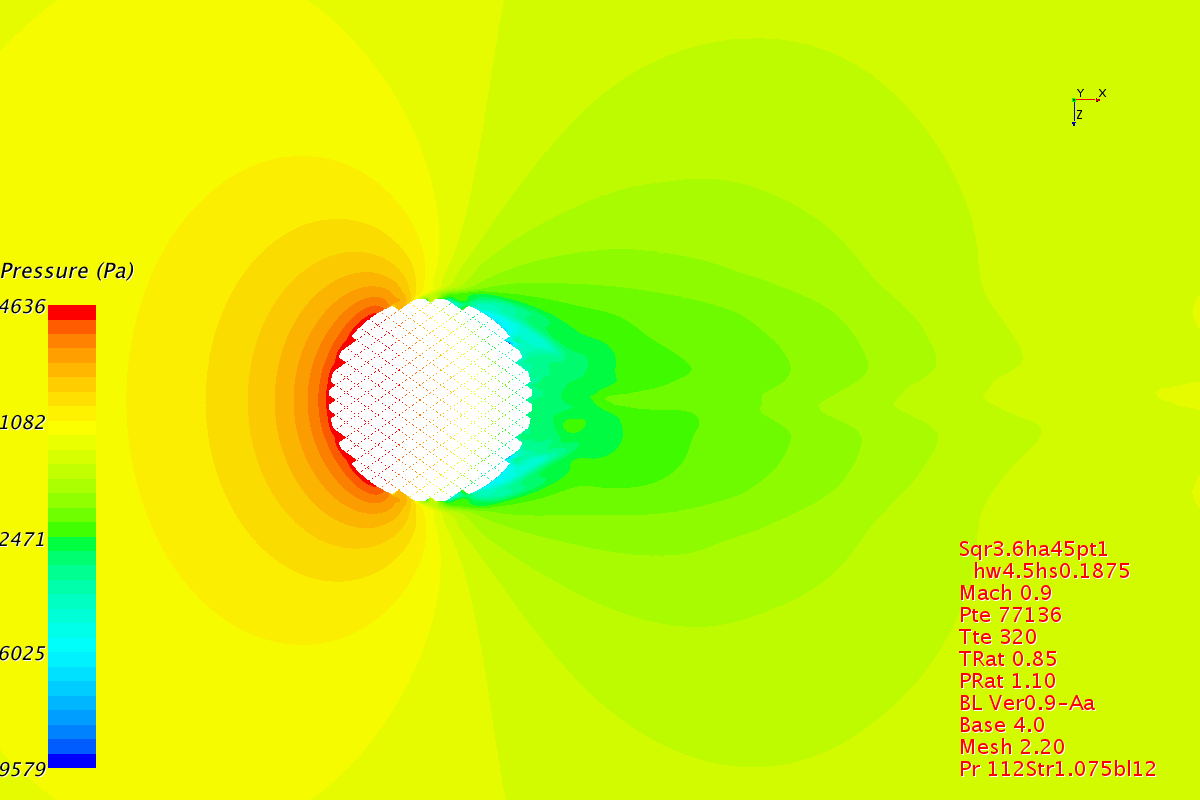 Y X
Z
Pressure (Pa)
4636
1082
2471
6025
9579
Sqr3.6ha45pt1
hw4.5hs0.1875
Mach 0.9
Pte 77136
Tte 320
TRat 0.85
PRat 1.10
BL Ver0.9-Aa
Base 4.0
Mesh 2.20
Pr 112Str1.075bl12